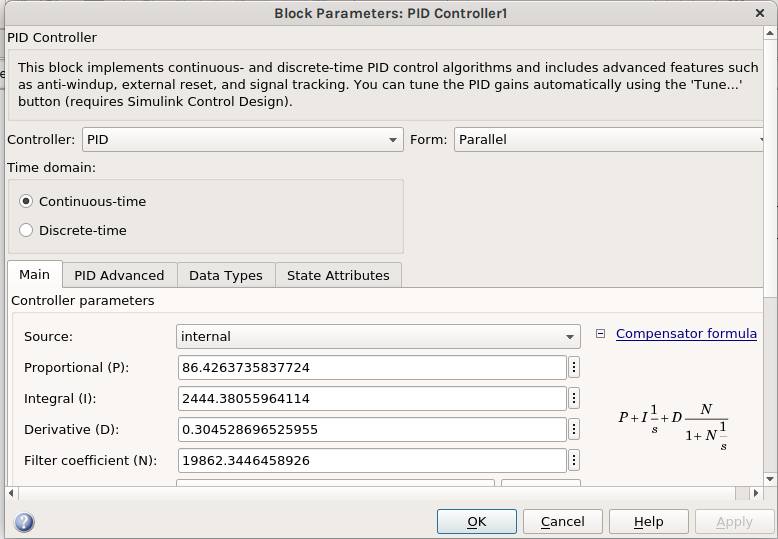 Block Parameters: PID Controller1
PID Controller
This block implements continuous- and discrete-time PID control algorithms and includes advanced features such
as anti-windup, external reset, and signal tracking. You can tune the PID gains automatically using the 'Tune...'
button (requires Simulink Control Design).
Controller: PID Form: Parallel
Time domain:
Continuous-time
Discrete-time
Main PID Advanced Data Types State Attributes
Controller parameters
Source: internal Compensator formula
Proportional (P): 86.4263735837724
Integral (I): 2444.38055964114
Derivative (D): 0.304528696525955
P + I 1/s + D N/(1 + N 1/s)
Filter coefficient (N): 19862.3446458926
OK Cancel Help Apply